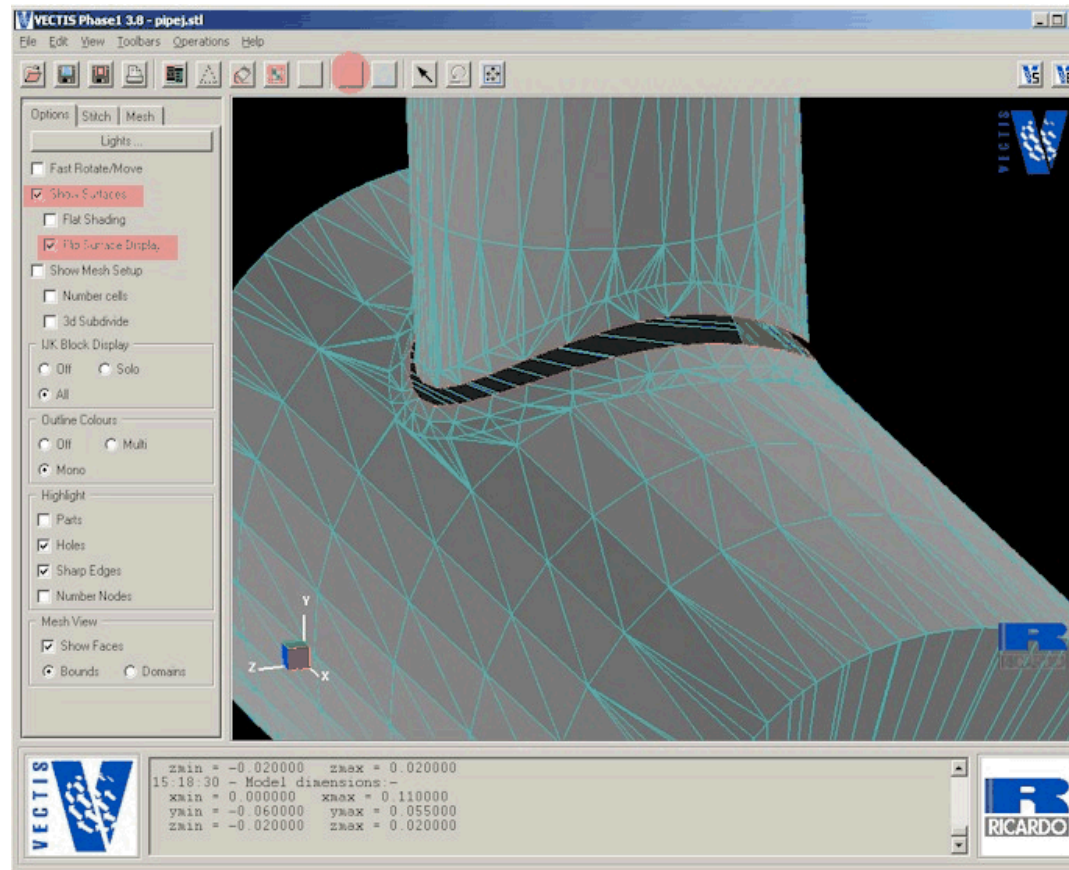 VECTIS Phase1 3.8 - pipej.stl
File Edit View Toolbars Operations Help
Options Stitch Mesh
Lights ...
Fast Rotate/Move
Show Surfaces
Flat Shading
Flip Surface Display
Show Mesh Setup
Number cells
3d Subdivide
IJK Block Display
Off Solo
All
Outline Colours
Off Multi
Mono
Highlight
Parts
Holes
Sharp Edges
Number Nodes
Mesh View
Show Faces
Bounds Domains
VECTIS
Y
Z
X
RICARDO
VECTIS
zmin = -0.020000 zmax = 0.020000
15:18:30 - Model dimensions:-
xmin = 0.000000 xmax = 0.110000
ymin = -0.060000 ymax = 0.055000
zmin = -0.020000 zmax = 0.020000
RICARDO